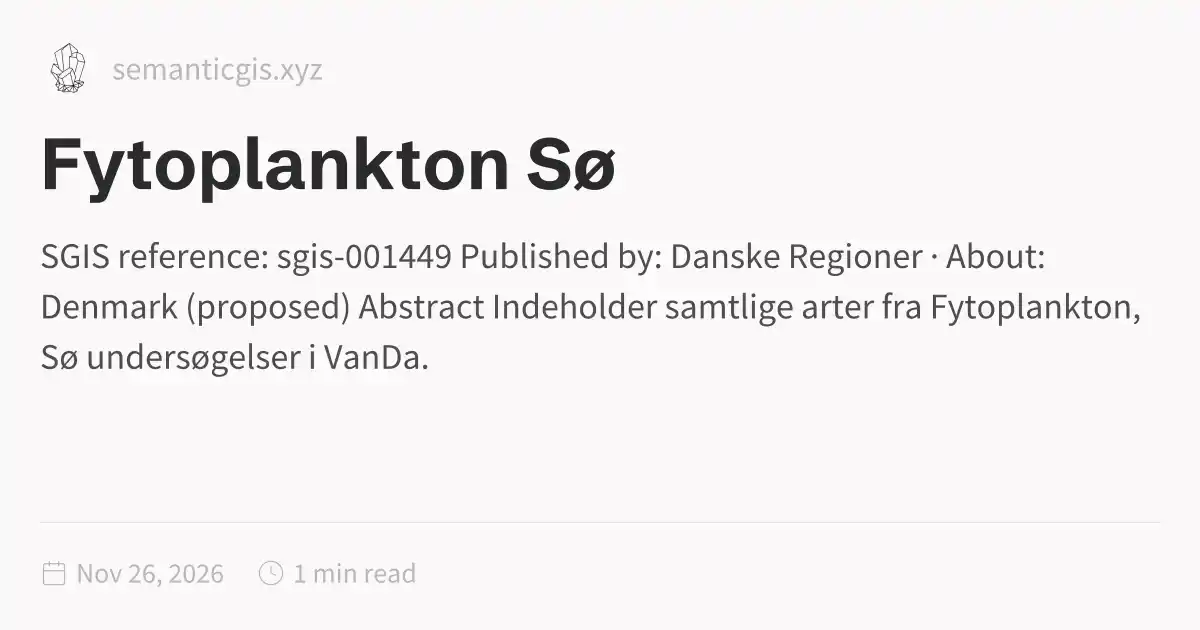 semanticgis.xyz
Fytoplankton Sø
SGIS reference: sgis-001449 Published by: Danske Regioner · About:
Denmark (proposed) Abstract Indeholder samtlige arter fra Fytoplankton,
Sø undersøgelser i VanDa.
Nov 26, 2026 1 min read